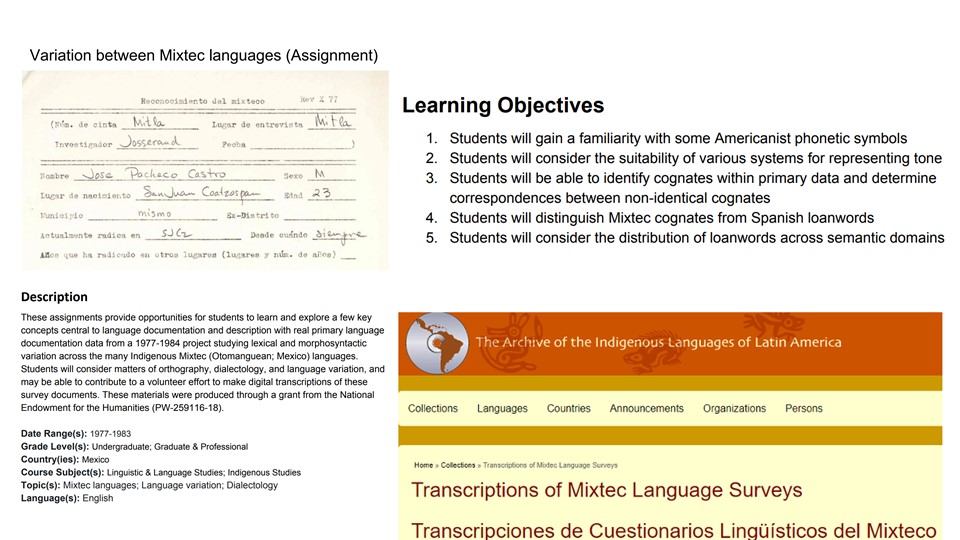 Variation between Mixtec languages (Assignment)
Reconocimiento del mixteco Rev X 77
(Núm. de cinta Mitla Lugar de entrevista Mitla
Investigador Josserand Fecha )
Nombre Jose Pacheco Castro Sexo M
Lugar de nacimiento San Juan Coatzospan Edad 23
Municipio mismo Ex-Distrito
Actualmente radica en SJCz Desde cuándo siempre
Años que ha radicado en otros lugares (lugares y núm. de años)
Learning Objectives
1. Students will gain a familiarity with some Americanist phonetic symbols
2. Students will consider the suitability of various systems for representing tone
3. Students will be able to identify cognates within primary data and determine
correspondences between non-identical cognates
4. Students will distinguish Mixtec cognates from Spanish loanwords
5. Students will consider the distribution of loanwords across semantic domains
Description
These assignments provide opportunities for students to learn and explore a few key
concepts central to language documentation and description with real primary language
documentation data from a 1977-1984 project studying lexical and morphosyntactic
variation across the many Indigenous Mixtec (Otomanguean; Mexico) languages.
Students will consider matters of orthography, dialectology, and language variation, and
may be able to contribute to a volunteer effort to make digital transcriptions of these
survey documents. These materials were produced through a grant from the National
Endowment for the Humanities (PW-259116-18).
Date Range(s): 1977-1983
Grade Level(s): Undergraduate; Graduate & Professional
Country(ies): Mexico
Course Subject(s): Linguistic & Language Studies; Indigenous Studies
Topic(s): Mixtec languages; Language variation; Dialectology
Language(s): English
The Archive of the Indigenous Languages of Latin America
Collections Languages Countries Announcements Organizations Persons
Home » Collections » Transcriptions of Mixtec Language Surveys
Transcriptions of Mixtec Language Surveys
Transcripciones de Cuestionarios Lingüísticos del Mixteco